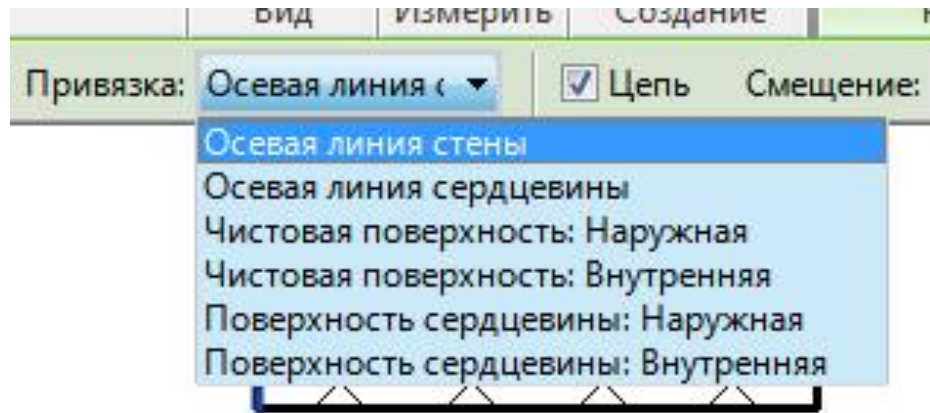 Вид Измерить Создание
Привязка: Осевая линия Цепь Смещение:
Осевая линия стены
Осевая линия сердцевины
Чистовая поверхность: Наружная
Чистовая поверхность: Внутренняя
Поверхность сердцевины: Наружная
Поверхность сердцевины: Внутренняя